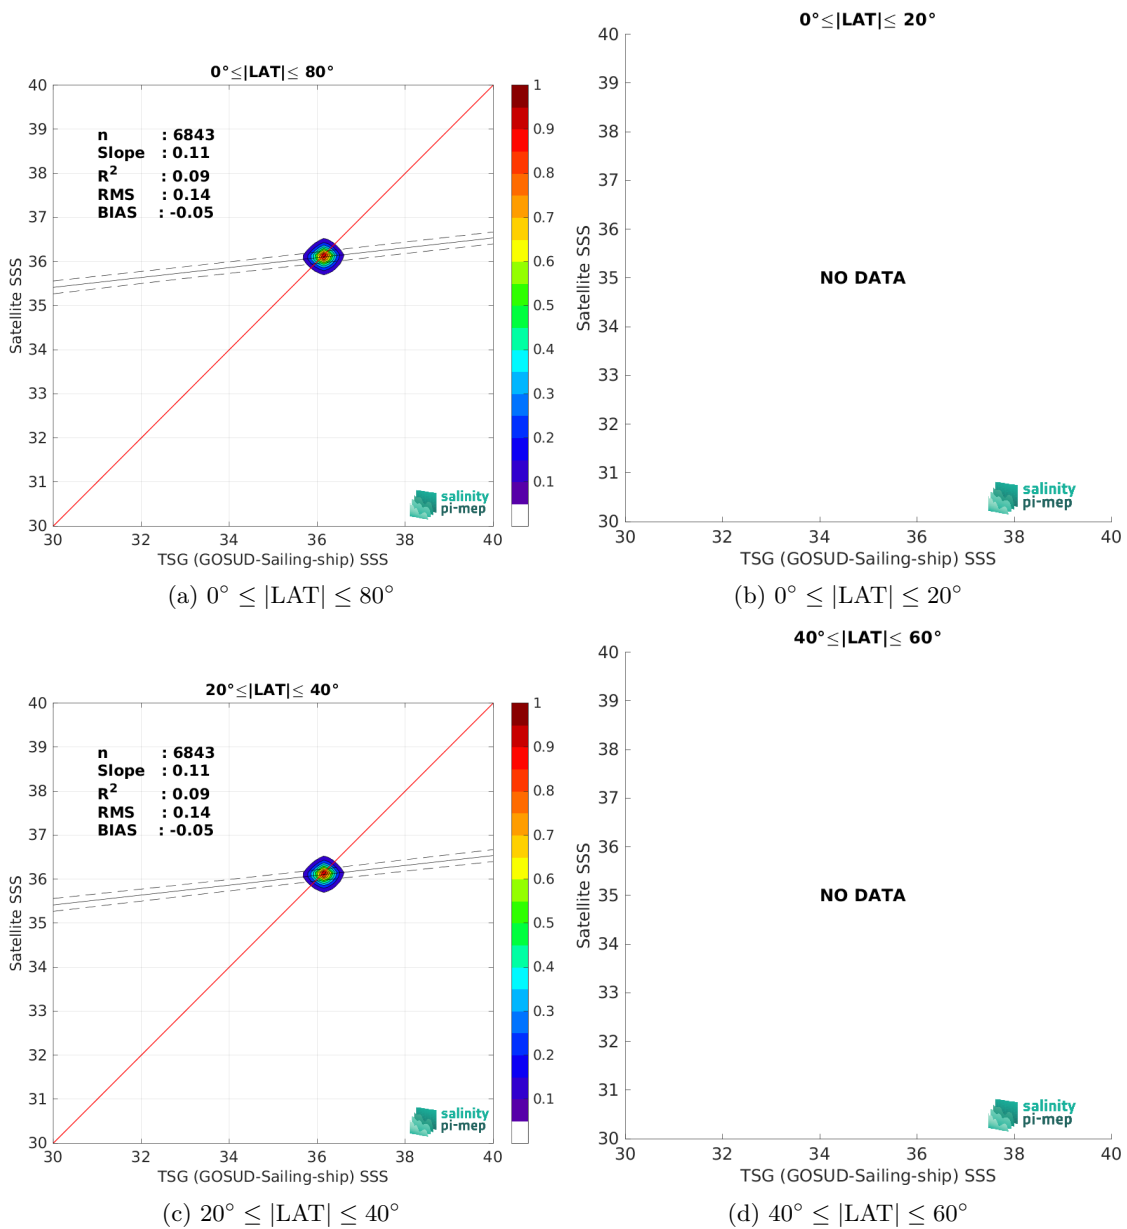 0°≤|LAT|≤ 80°
40
39
38
37
36
35
34
33
32
31
30
Satellite SSS
n : 6843
Slope : 0.11
R² : 0.09
RMS : 0.14
BIAS : -0.05
salinity
pi-mep
30 32 34 36 38 40
TSG (GOSUD-Sailing-ship) SSS
1
0.9
0.8
0.7
0.6
0.5
0.4
0.3
0.2
0.1
(a) 0° ≤ |LAT| ≤ 80°
0°≤|LAT|≤ 20°
40
39
38
37
36
35
34
33
32
31
30
Satellite SSS
NO DATA
salinity
pi-mep
30 32 34 36 38 40
TSG (GOSUD-Sailing-ship) SSS
(b) 0° ≤ |LAT| ≤ 20°
20°≤|LAT|≤ 40°
40
39
38
37
36
35
34
33
32
31
30
Satellite SSS
n : 6843
Slope : 0.11
R² : 0.09
RMS : 0.14
BIAS : -0.05
salinity
pi-mep
30 32 34 36 38 40
TSG (GOSUD-Sailing-ship) SSS
1
0.9
0.8
0.7
0.6
0.5
0.4
0.3
0.2
0.1
(c) 20° ≤ |LAT| ≤ 40°
40°≤|LAT|≤ 60°
40
39
38
37
36
35
34
33
32
31
30
Satellite SSS
NO DATA
salinity
pi-mep
30 32 34 36 38 40
TSG (GOSUD-Sailing-ship) SSS
(d) 40° ≤ |LAT| ≤ 60°